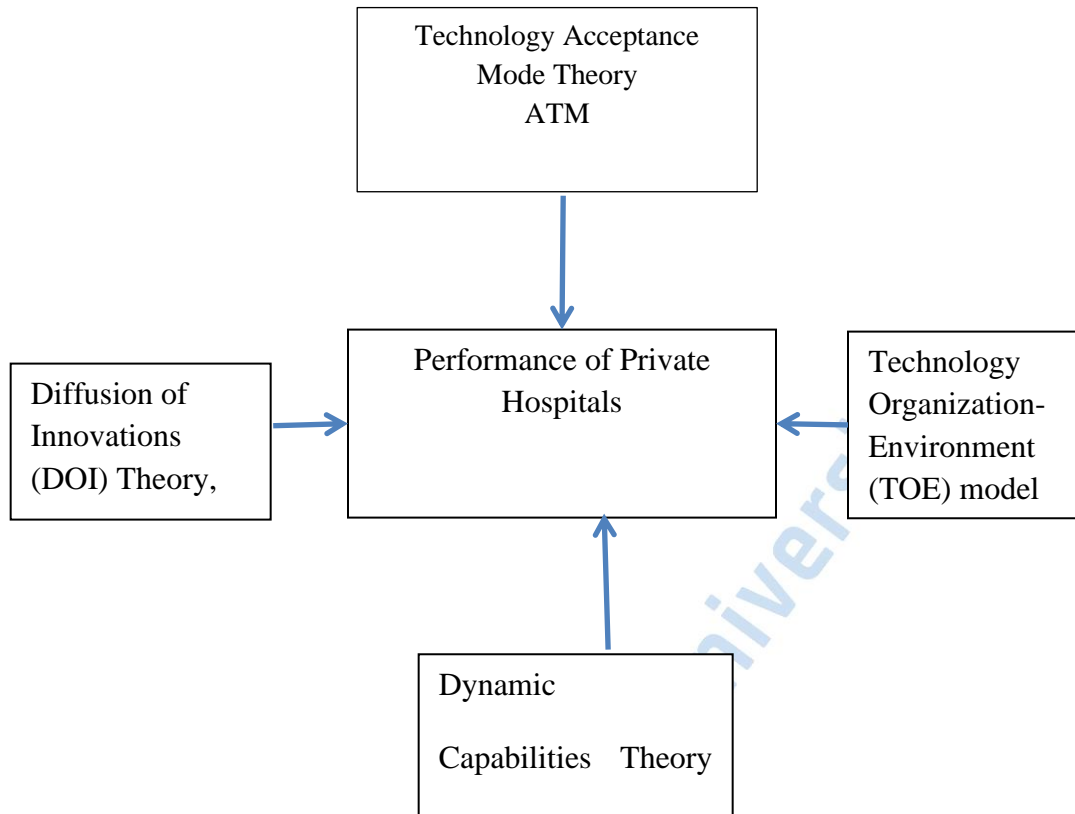 Technology Acceptance
Mode Theory
ATM
Performance of Private
Hospitals
Diffusion of
Innovations
(DOI) Theory,
Technology
Organization-
Environment
(TOE) model
Dynamic
Capabilities Theory